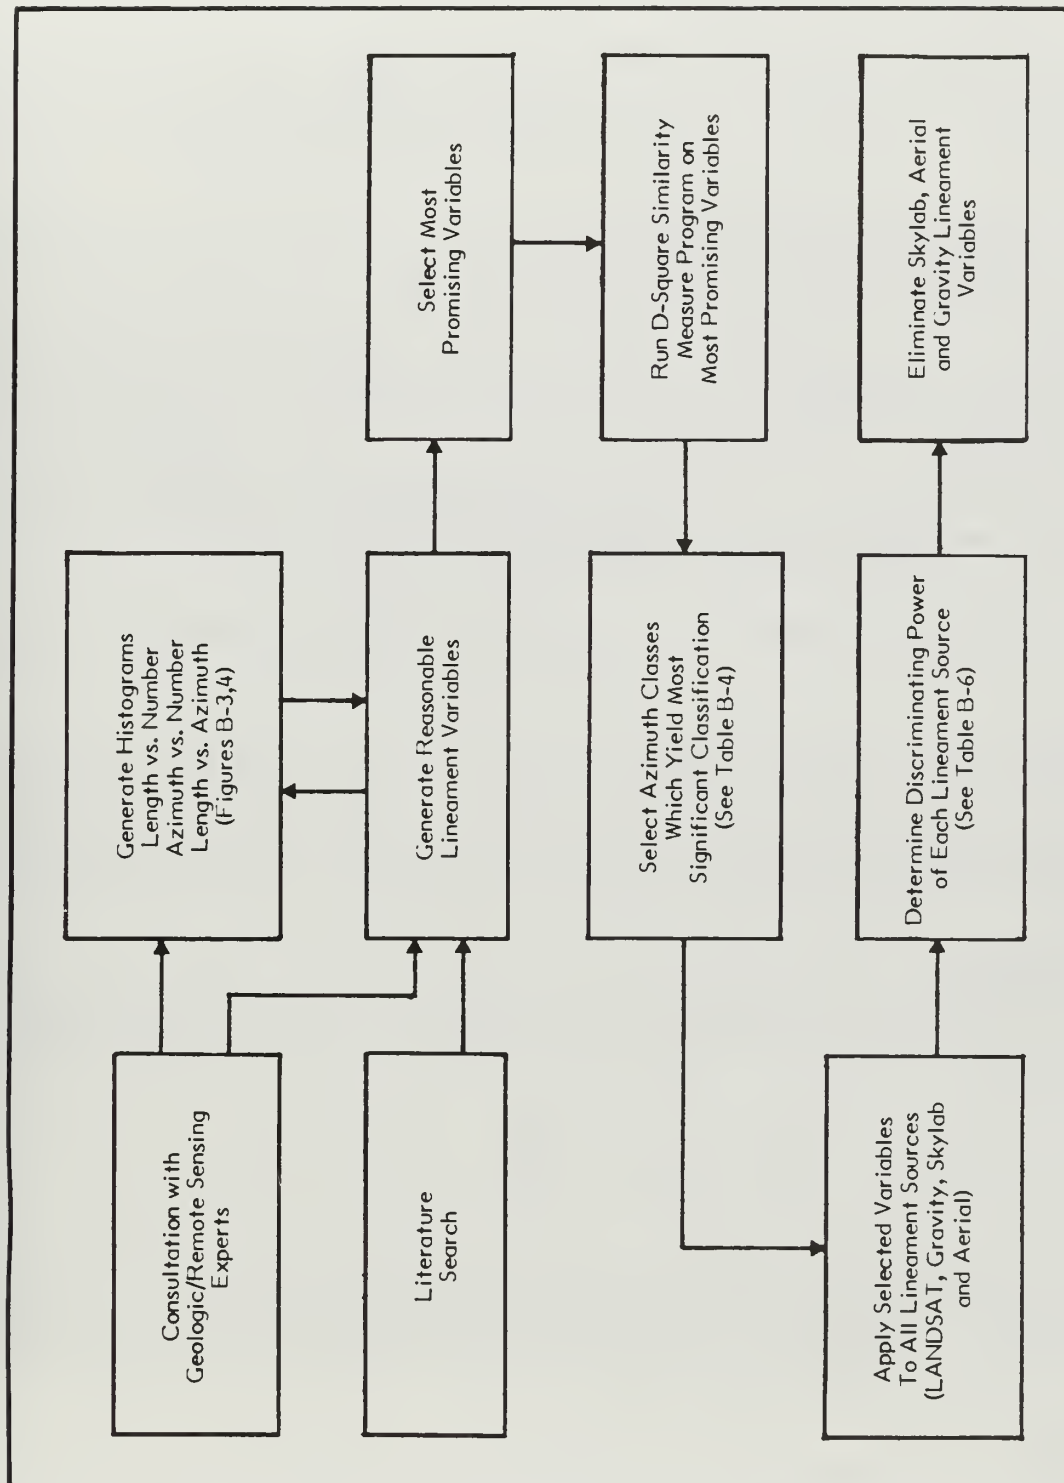 Consultation with
Geologic/Remote Sensing
Experts
Literature
Search
Generate Histograms
Length vs. Number
Azimuth vs. Number
Length vs. Azimuth
(Figures B-3,4)
Generate Reasonable
Lineament Variables
Select Most
Promising Variables
Run D-Square Similarity
Measure Program on
Most Promising Variables
Select Azimuth Classes
Which Yield Most
Significant Classification
(See Table B-4)
Apply Selected Variables
To All Lineament Sources
(LANDSAT, Gravity, Skylab
and Aerial)
Determine Discriminating Power
of Each Lineament Source
(See Table B-6)
Eliminate Skylab, Aerial
and Gravity Lineament
Variables